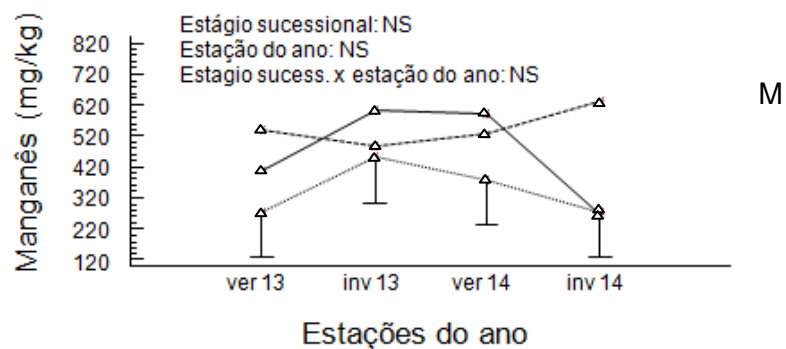 Estágio sucessional: NS
Estação do ano: NS
Estagio sucess. x estação do ano: NS
Manganês (mg/kg)
820
720
620
520
420
320
220
120
M
ver 13 inv 13 ver 14 inv 14
Estações do ano